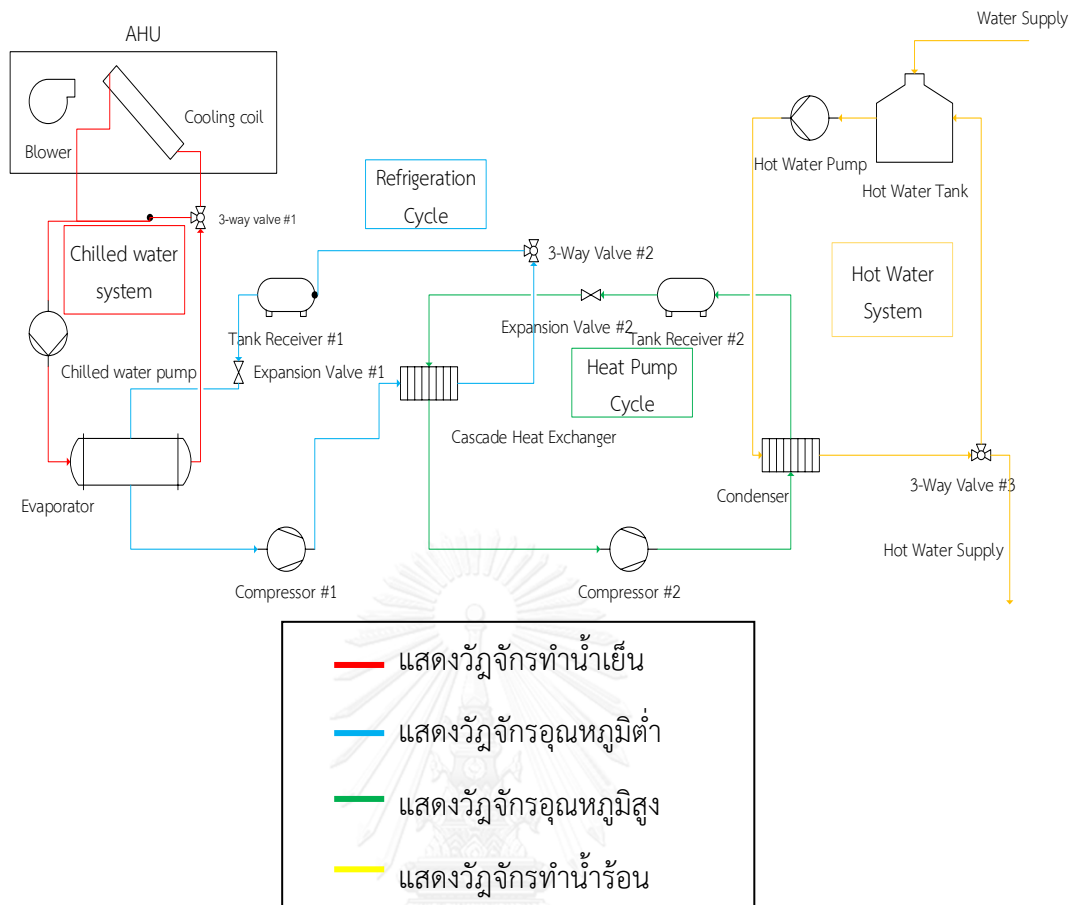 Water Supply
AHU
Cooling coil
Blower
Hot Water Pump
Hot Water Tank
Refrigeration
Cycle
3-way valve #1
Chilled water
system
3-Way Valve #2
Hot Water
System
Tank Receiver #1
Expansion Valve #2
Tank Receiver #2
Chilled water pump
Expansion Valve #1
Heat Pump
Cycle
Cascade Heat Exchanger
Evaporator
Condenser
3-Way Valve #3
Hot Water Supply
Compressor #1
Compressor #2
แสดงวัฏจักรทำน้ำเย็น
แสดงวัฏจักรอุณหภูมิต่ำ
แสดงวัฏจักรอุณหภูมิสูง
แสดงวัฏจักรทำน้ำร้อน